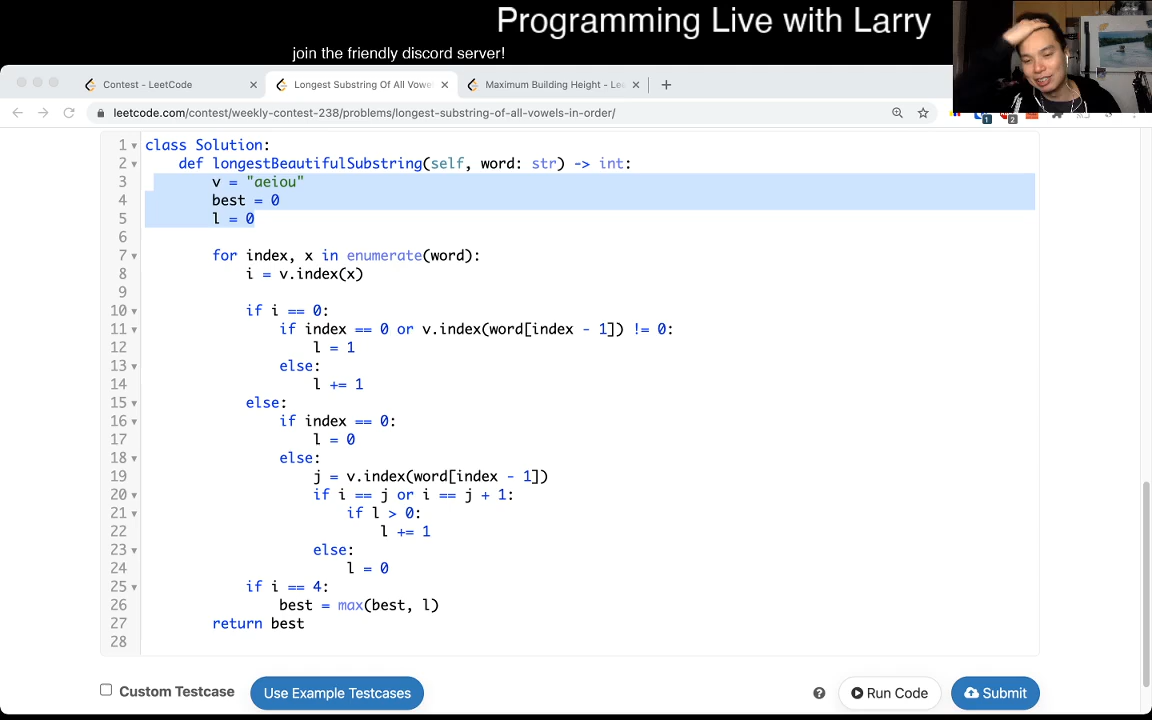 Programming Live with Larry
join the friendly discord server!
Contest - LeetCode
Longest Substring Of All Vowe
Maximum Building Height - Le
leetcode.com/contest/weekly-contest-238/problems/longest-substring-of-all-vowels-in-order/
1 class Solution:
2 def longestBeautifulSubstring(self, word: str) -> int:
3 v = "aeiou"
4 best = 0
5 l = 0
6
7 for index, x in enumerate(word):
8 i = v.index(x)
9
10 if i == 0:
11 if index == 0 or v.index(word[index - 1]) != 0:
12 l = 1
13 else:
14 l += 1
15 else:
16 if index == 0:
17 l = 0
18 else:
19 j = v.index(word[index - 1])
20 if i == j or i == j + 1:
21 if l > 0:
22 l += 1
23 else:
24 l = 0
25 if i == 4:
26 best = max(best, l)
27 return best
28
Custom Testcase
Use Example Testcases
Run Code
Submit